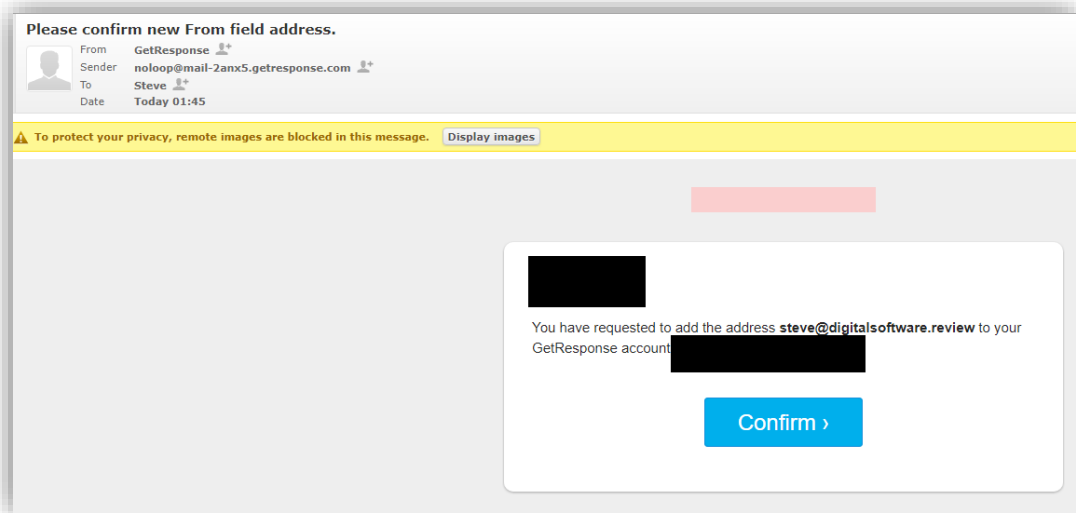 Please confirm new From field address.
From GetResponse
Sender noloop@mail-2anx5.getresponse.com
To Steve
Date Today 01:45
To protect your privacy, remote images are blocked in this message. Display images
You have requested to add the address steve@digitalsoftware.review to your
GetResponse account
Confirm ›